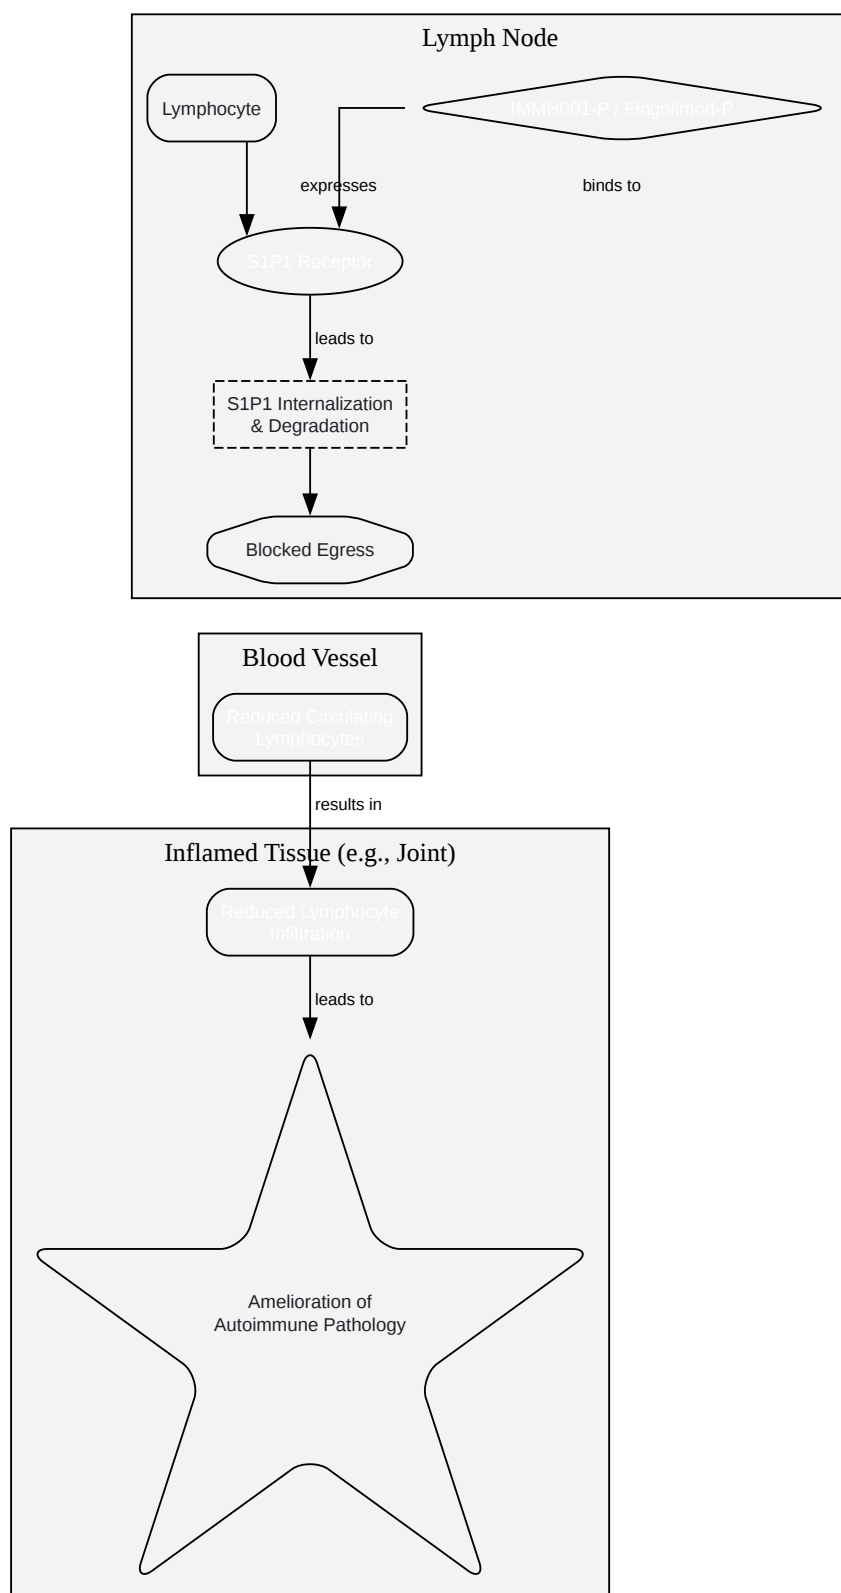 Lymph Node
Lymphocyte
IMMH001-P / Fingolimod-P
expresses
binds to
S1P1 Receptor
leads to
S1P1 Internalization
& Degradation
Blocked Egress
Blood Vessel
Reduced Circulating
Lymphocytes
results in
Inflamed Tissue (e.g., Joint)
Reduced Lymphocyte
Infiltration
leads to
Amelioration of
Autoimmune Pathology